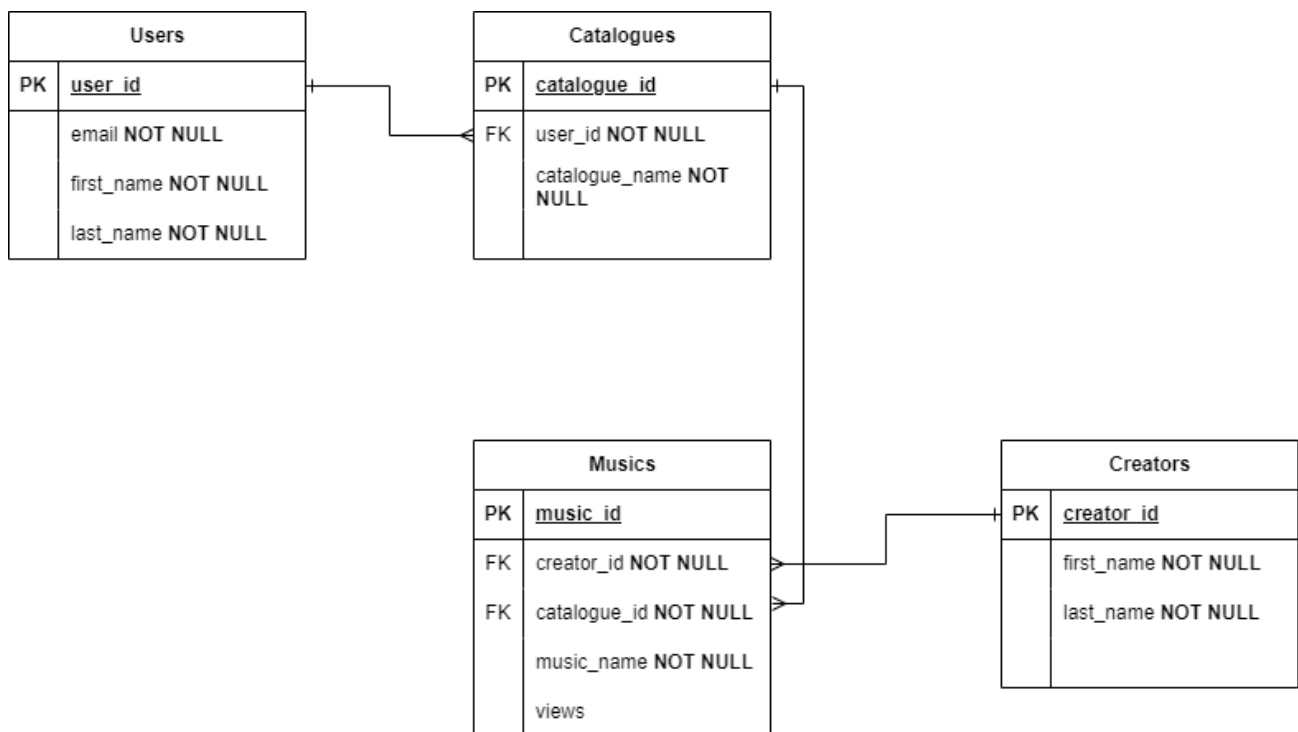 Users
PK user_id
email NOT NULL
first_name NOT NULL
last_name NOT NULL
Catalogues
PK catalogue_id
FK user_id NOT NULL
catalogue_name NOT
NULL
Musics
PK music_id
FK creator_id NOT NULL
FK catalogue_id NOT NULL
music_name NOT NULL
views
Creators
PK creator_id
first_name NOT NULL
last_name NOT NULL